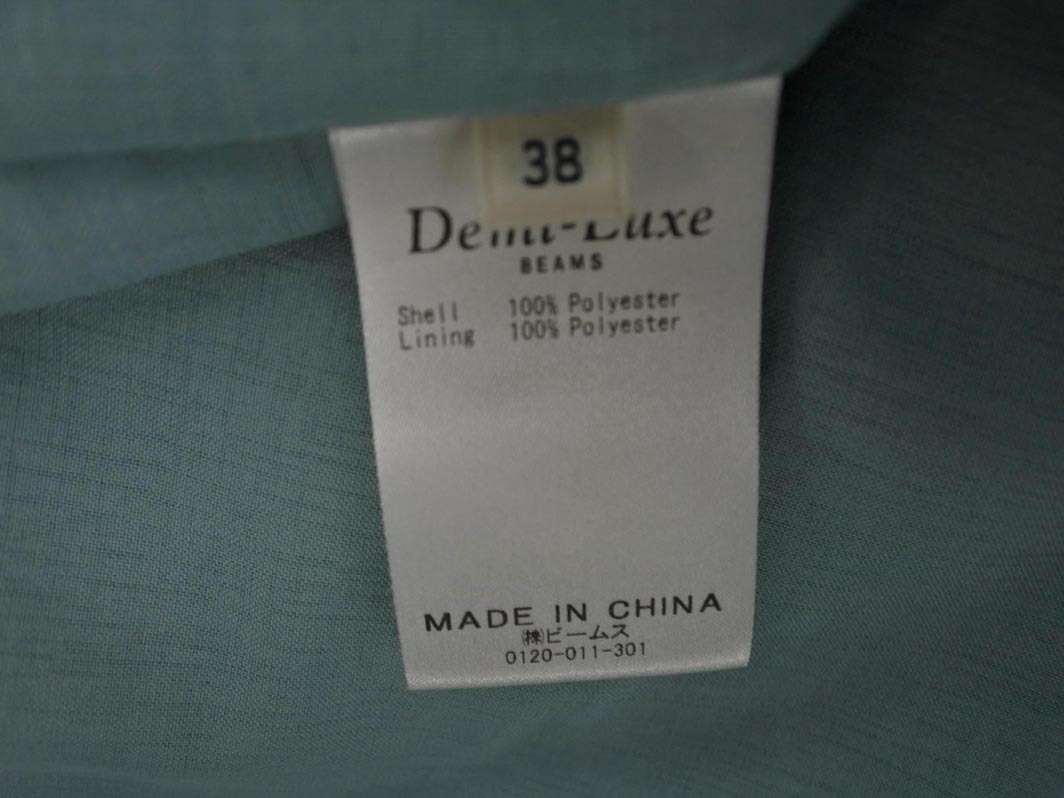 38
Demi-Luxe
BEAMS
Shell 100% Polyester
Lining 100% Polyester
MADE IN CHINA
㈱ビームス
0120-011-301